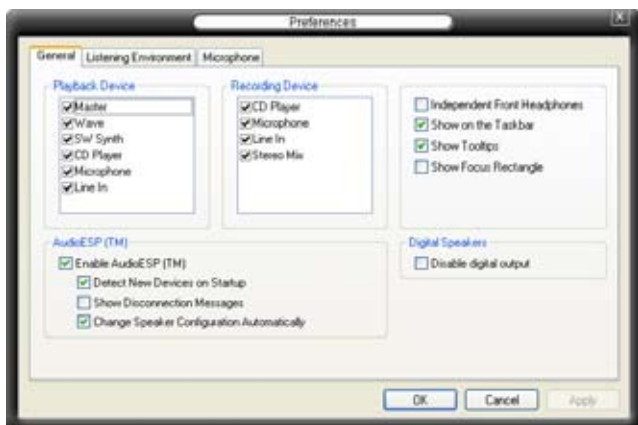 Preferences
X
General Listening Environment Microphone
Playback Device
Master
Wave
SW Synth
CD Player
Microphone
Line In
Recording Device
CD Player
Microphone
Line In
Stereo Mix
Independent Front Headphones
Show on the Taskbar
Show Tooltips
Show Focus Rectangle
AudioESP (TM)
Enable AudioESP (TM)
Detect New Devices on Startup
Show Disconnection Messages
Change Speaker Configuration Automatically
Digital Speakers
Disable digital output
OK Cancel Apply